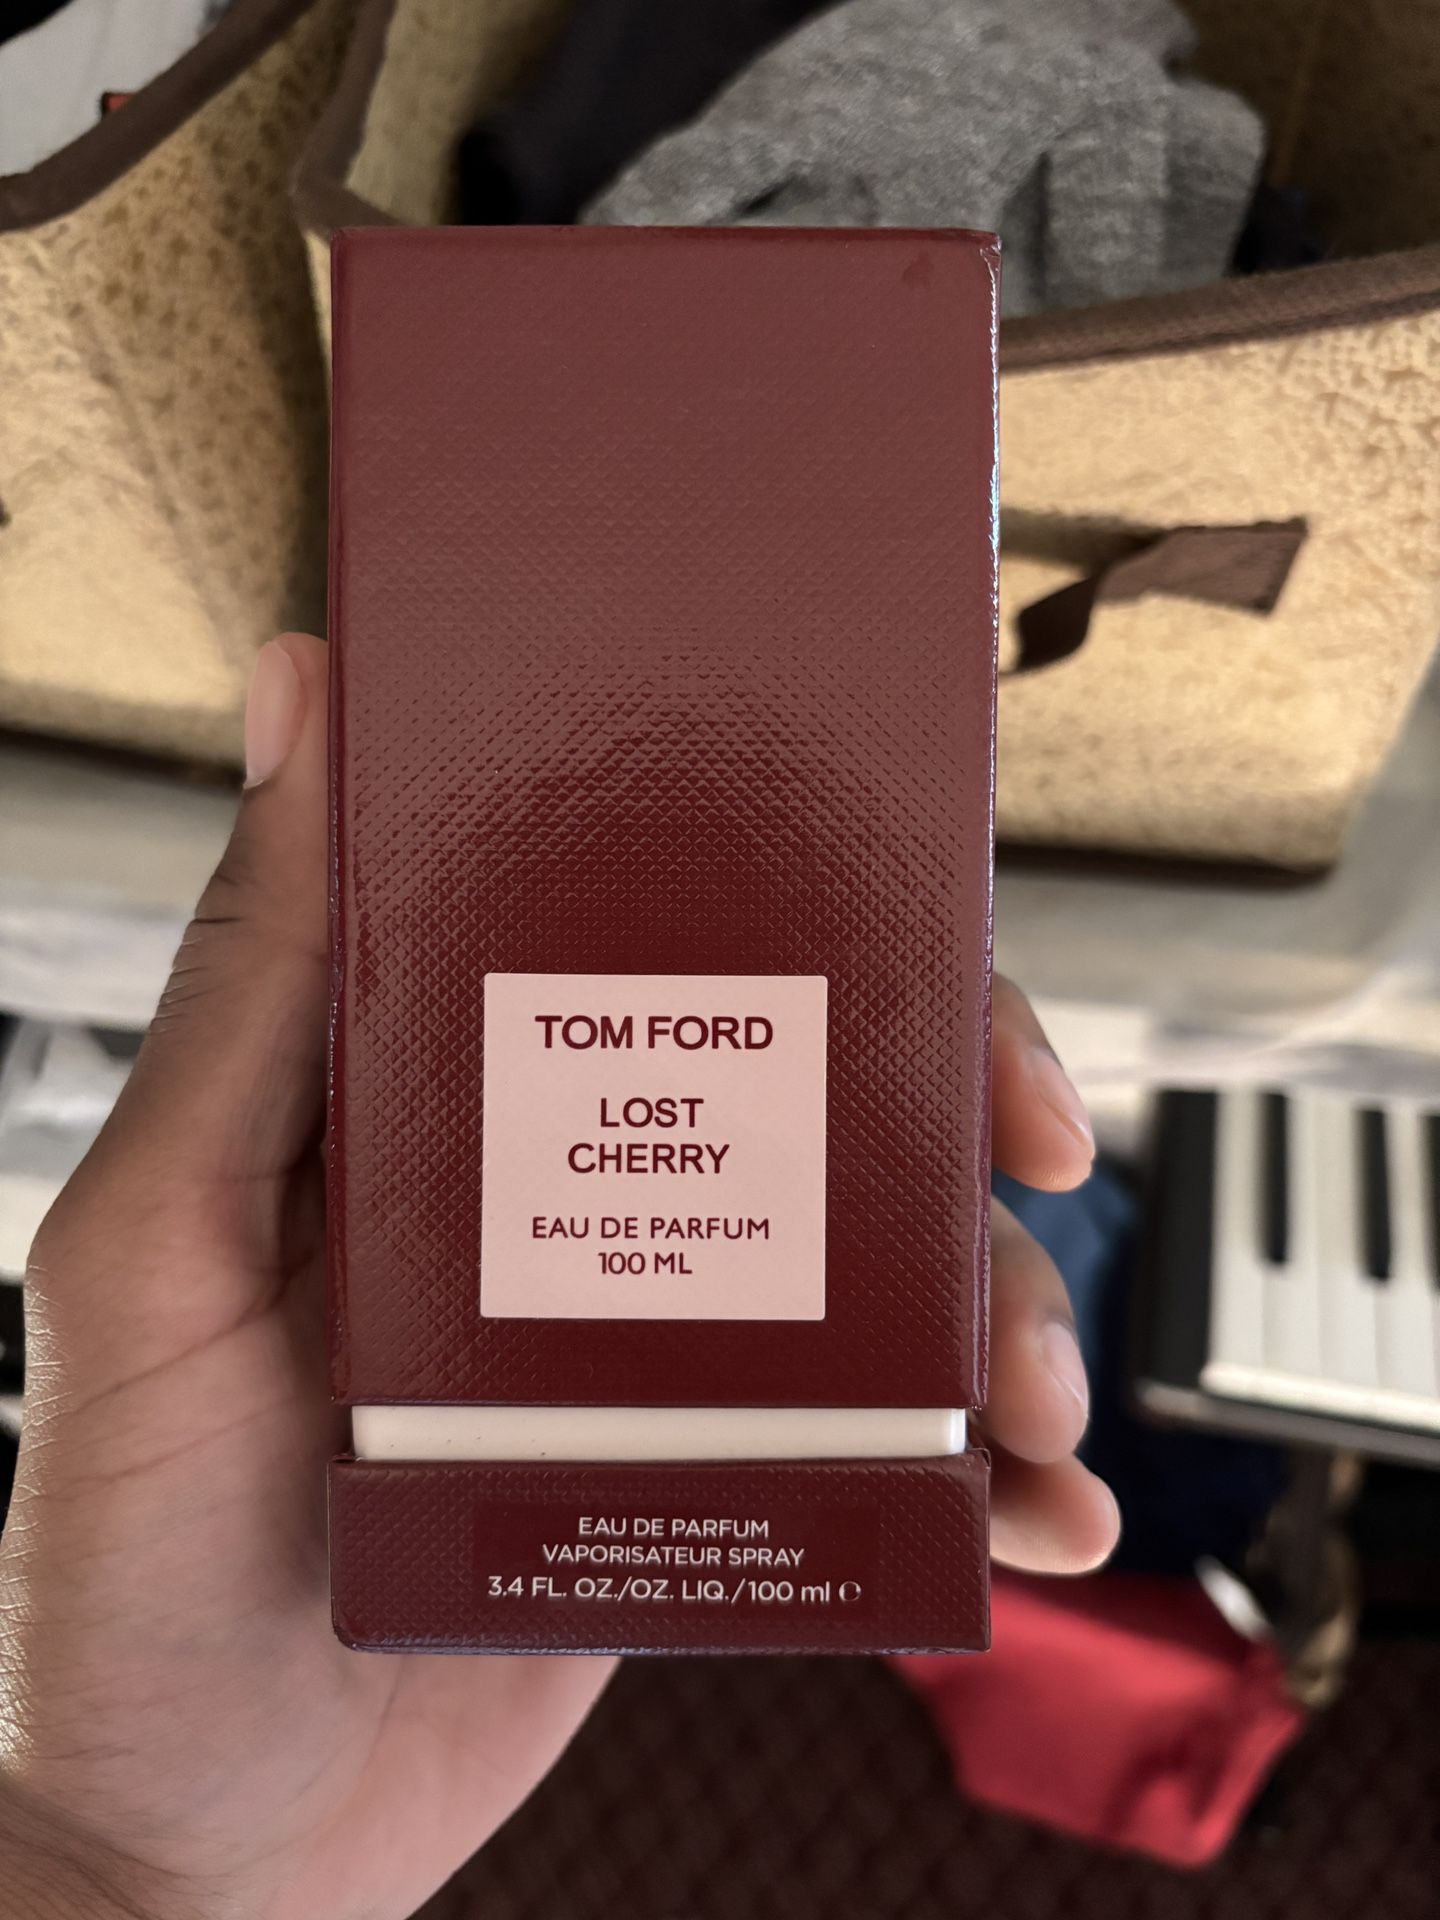 TOM FORD
LOST
CHERRY
EAU DE PARFUM
100 ML
EAU DE PARFUM
VAPORISATEUR SPRAY
3.4 FL. OZ./OZ. LIQ./100 ml ℮